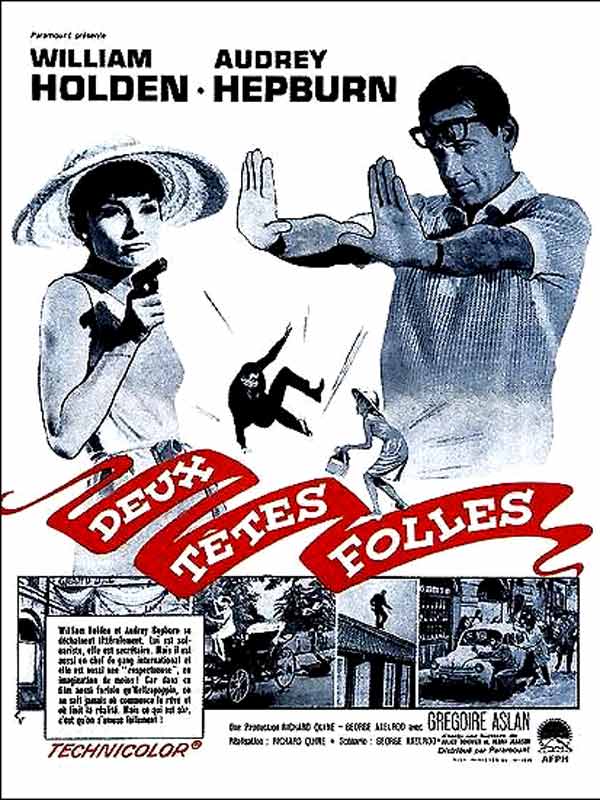 Paramount présente
WILLIAM AUDREY
HOLDEN · HEPBURN
DEUX
TÊTES
FOLLES
William Holden et Audrey Hepburn se
déchaînent littéralement. Lui est scé-
nariste, elle est secrétaire. Mais il est
aussi un chef de gang international et
elle est aussi une "respectueuse", en
imagination du moins! Car dans ce
film aussi farfelu qu'Hellzapoppin, on
ne sait jamais où commence le rêve et
où finit la réalité. Mais ce qui est sûr,
c'est qu'on s'amuse follement!
TECHNICOLOR®
Une Production RICHARD QUINE - GEORGE AXELROD avec GREGOIRE ASLAN
Réalisation : RICHARD QUINE • Scénario : GEORGE AXELROD
Distribué par Paramount
AFPH